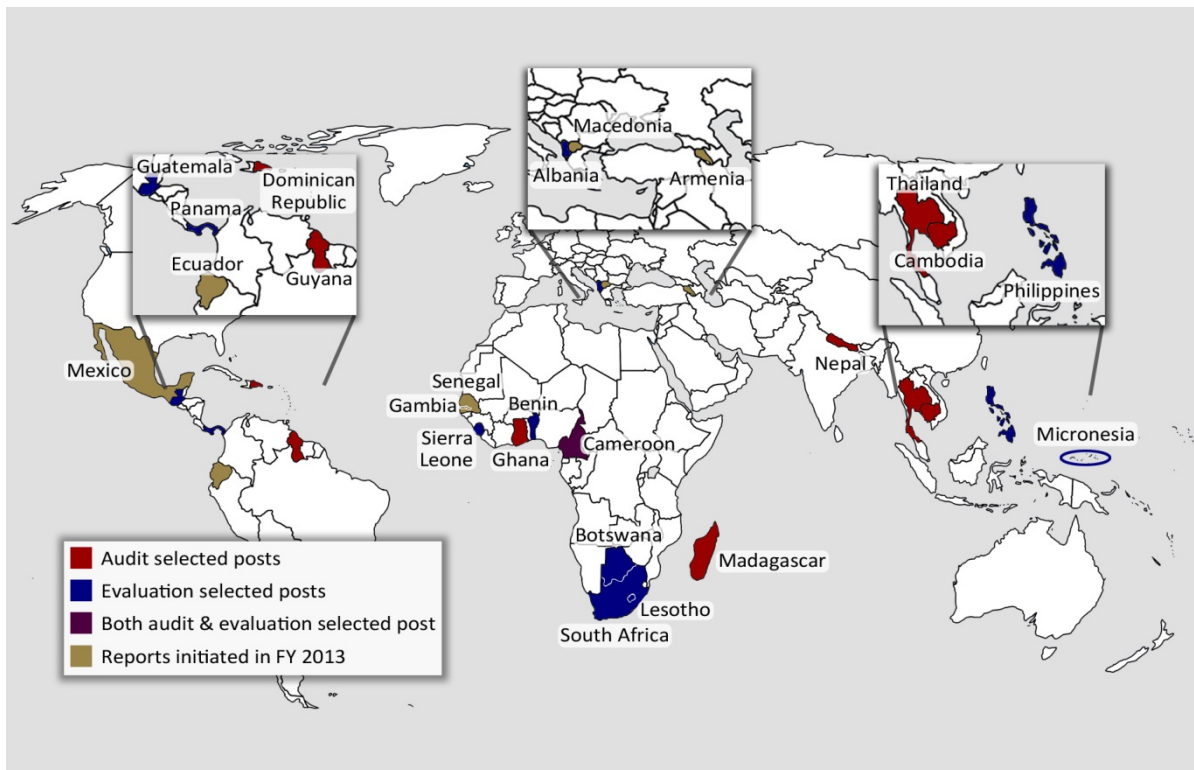 Guatemala
Dominican
Republic
Panama
Ecuador
Guyana
Macedonia
Albania
Armenia
Thailand
Cambodia
Philippines
Mexico
Nepal
Senegal
Gambia
Benin
Sierra
Leone
Ghana
Cameroon
Micronesia
Botswana
Madagascar
Lesotho
South Africa
Audit selected posts
Evaluation selected posts
Both audit & evaluation selected post
Reports initiated in FY 2013